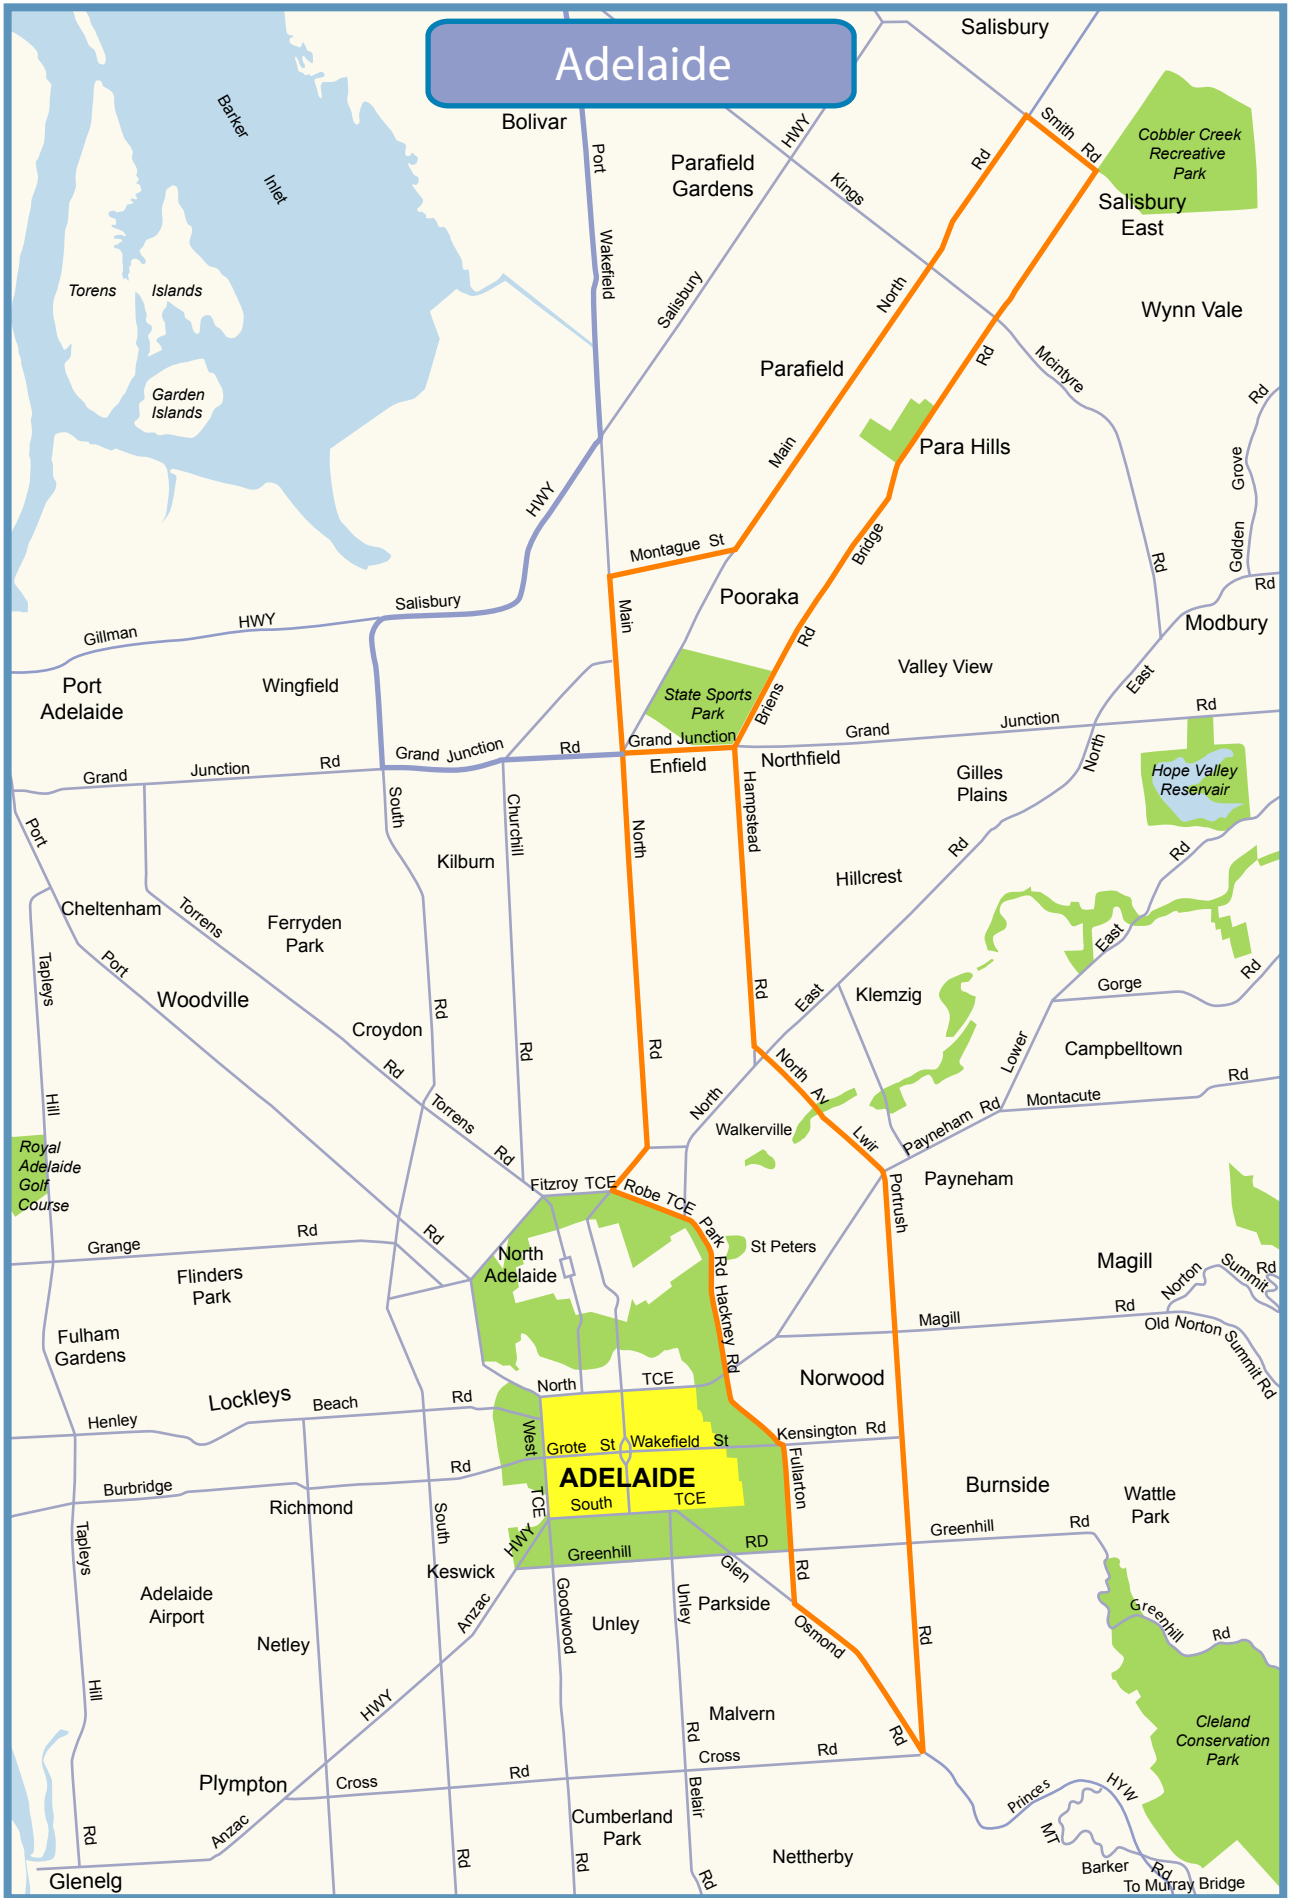 Adelaide
Salisbury
Bolivar
Barker
Inlet
Port
Wakefield
HWY
Parafield
Gardens
Kings
Rd
Smith
Rd
Cobbler Creek
Recreative
Park
Salisbury
East
Torens
Islands
Garden
Islands
Salisbury
North
Wynn Vale
Parafield
Rd
Mcintyre
Rd
Main
Para Hills
Grove
Golden
HWY
Montague St
Bridge
Rd
Rd
Pooraka
Main
Salisbury
HWY
Gillman
Modbury
Rd
Valley View
East
Port
Adelaide
Wingfield
State Sports
Park
Briens
Rd
Junction
Grand
Grand Junction
Rd
Grand Junction
Enfield
Northfield
North
Grand
Junction
Rd
Gilles
Plains
Hope Valley
Reservair
South
Churchill
North
Hampstead
Port
Kilburn
Rd
Rd
Hillcrest
Cheltenham
Torrens
Ferryden
Park
East
Tapleys
Port
Woodville
Rd
Rd
East
Klemzig
Gorge
Rd
Croydon
Rd
Rd
Rd
North Av
Lower
Campbelltown
Rd
Hill
Torrens
Rd
North
Walkerville
Lwir
Payneham Rd
Montacute
Royal
Adelaide
Golf
Course
Fitzroy TCE
Robe TCE
Payneham
Portrush
Park
Rd
Grange
Rd
Rd
North
Adelaide
St Peters
Magill
Norton
Summit
Rd
Flinders
Park
Hackney
Rd
Magill
Rd
Old Norton
Summit Rd
Fulham
Gardens
Lockleys
Beach
Rd
North
TCE
Norwood
Henley
West
Grote St
Wakefield St
Kensington Rd
Burbridge
Rd
ADELAIDE
Fullarton
Burnside
Wattle
Park
Richmond
South
TCE
South
TCE
Tapleys
HWY
Keswick
Greenhill
RD
Greenhill
Rd
Glen
Rd
Adelaide
Airport
Anzac
Goodwood
Unley
Unley
Parkside
Osmond
Greenhill
Rd
Netley
Rd
Hill
HWY
Malvern
Rd
Rd
Cleland
Conservation
Park
Plympton
Cross
Rd
Cross
Rd
Belair
Princes
HYW
Anzac
Rd
Cumberland
Park
MT
Nettherby
Barker
Rd
Glenelg
Rd
Rd
Rd
To Murray Bridge